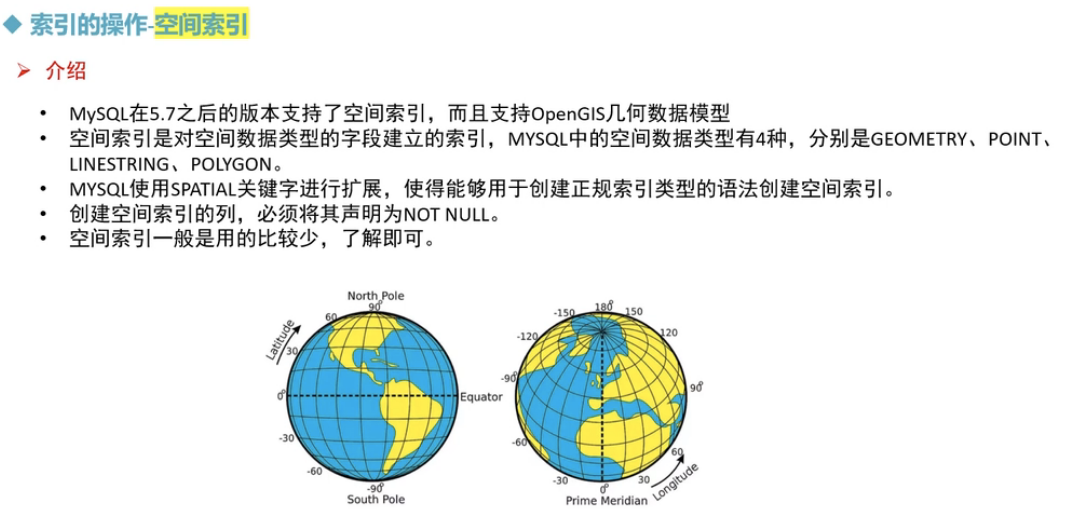 索引的操作-空间索引
介绍
MySQL在5.7之后的版本支持了空间索引，而且支持OpenGIS几何数据模型
空间索引是对空间数据类型的字段建立的索引，MYSQL中的空间数据类型有4种，分别是GEOMETRY、POINT、
LINESTRING、POLYGON。
MYSQL使用SPATIAL关键字进行扩展，使得能够用于创建正规索引类型的语法创建空间索引。
创建空间索引的列，必须将其声明为NOT NULL。
空间索引一般是用的比较少，了解即可。
North Pole
90°
60
Latitude
30
0°
Equator
-30
-60
-90°
South Pole
180°
-150
150
-120
120
-90°
90°
-60
60
-30
30
0°
Longitude
Prime Meridian